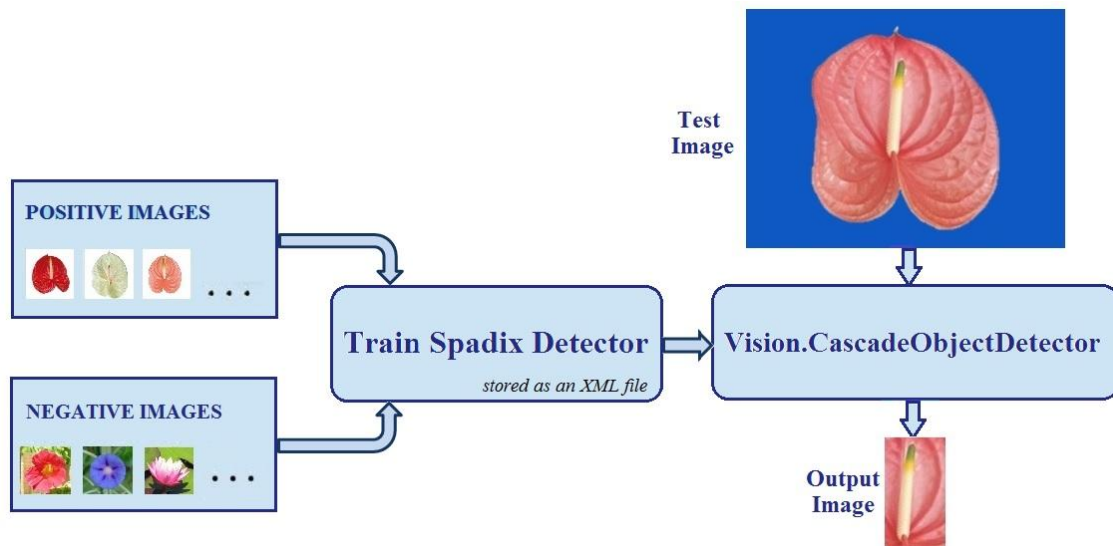 Test
Image
POSITIVE IMAGES
. . .
Train Spadix Detector
stored as an XML file
Vision.CascadeObjectDetector
NEGATIVE IMAGES
. . .
Output
Image